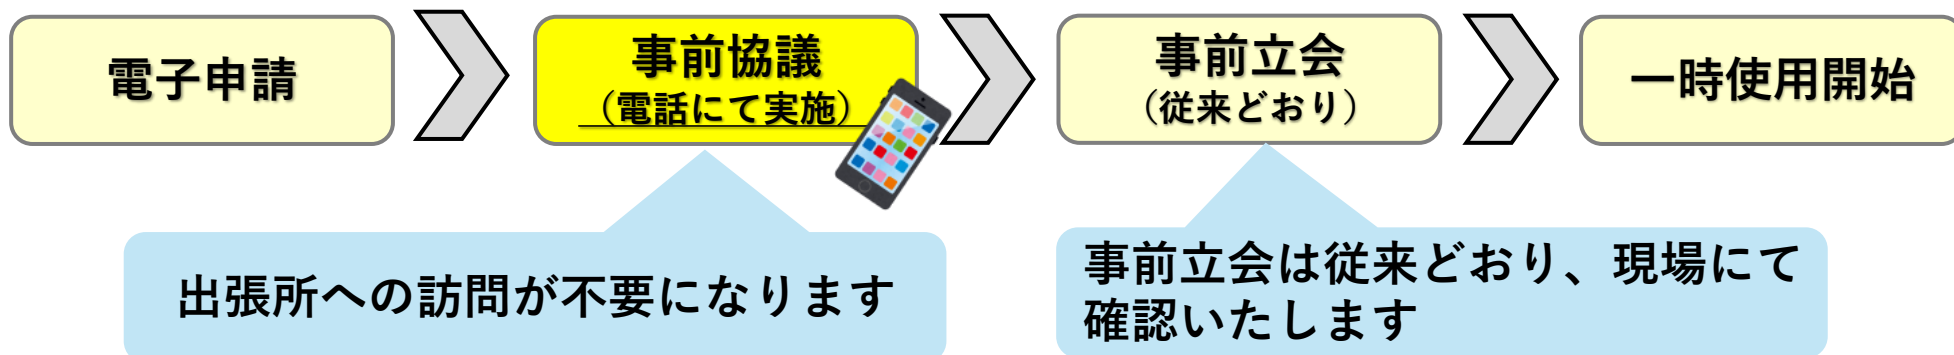 電子申請
事前協議
（電話にて実施）
事前立会
（従来どおり）
一時使用開始
出張所への訪問が不要になります
事前立会は従来どおり、現場にて
確認いたします